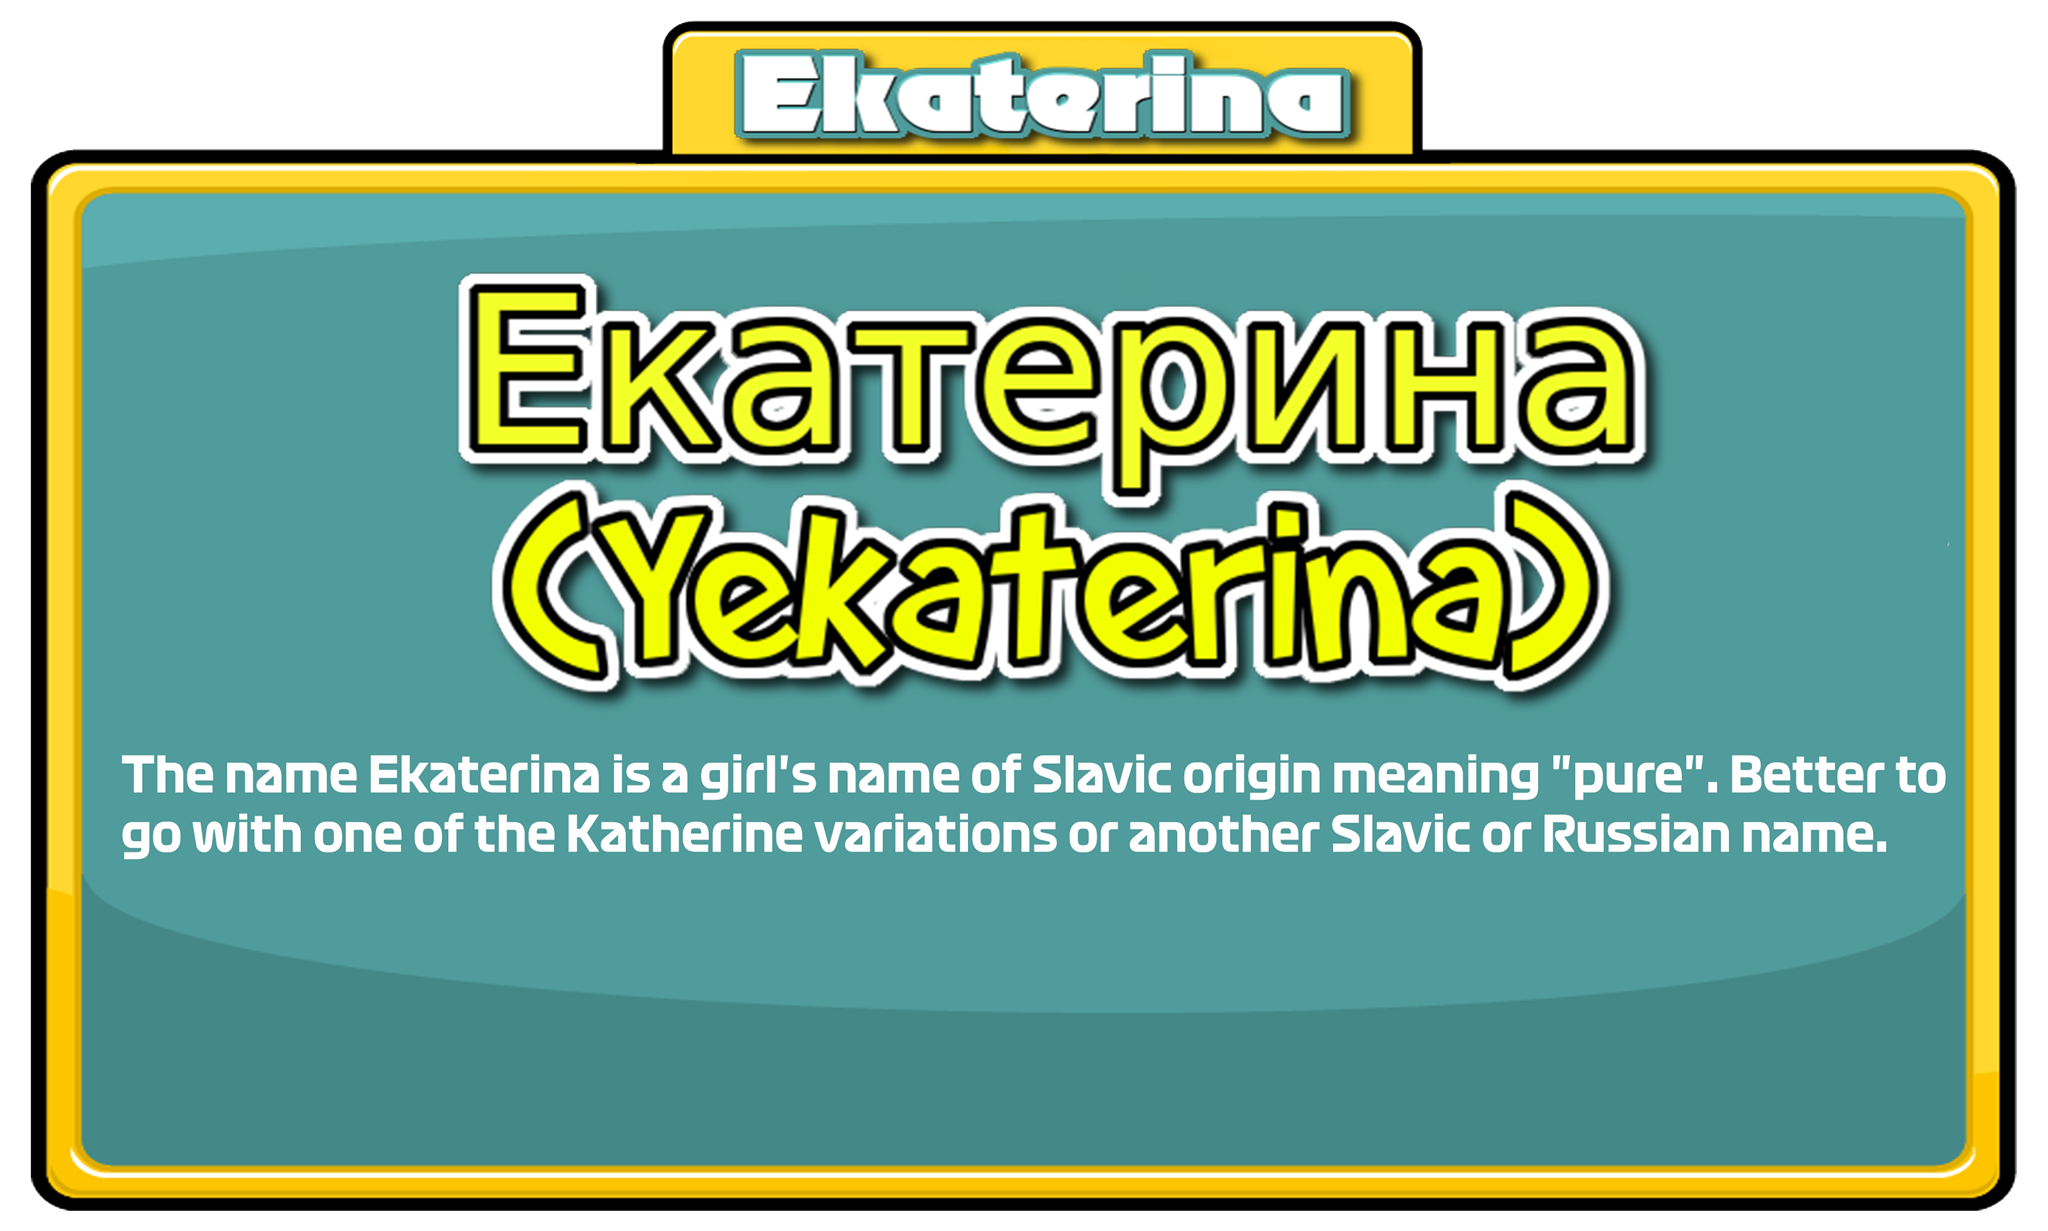 Ekaterina
Екатерина
(Yekaterina)
The name Ekaterina is a girl's name of Slavic origin meaning "pure". Better to
go with one of the Katherine variations or another Slavic or Russian name.